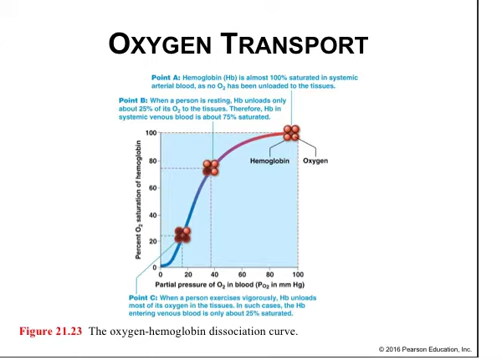 OXYGEN TRANSPORT
Point A: Hemoglobin (Hb) is almost 100% saturated in systemic
arterial blood, as no O2 has been unloaded to the tissues.
Point B: When a person is resting, Hb unloads only
about 25% of its O2 to the tissues. Therefore, Hb in
systemic venous blood is about 75% saturated.
Percent O2 saturation of hemoglobin
100
80
60
40
20
0
Hemoglobin Oxygen
0 20 40 60 80 100
Partial pressure of O2 in blood (PO2 in mm Hg)
Point C: When a person exercises vigorously, Hb unloads
most of its oxygen in the tissues. In such cases, the Hb
entering venous blood is only about 25% saturated.
Figure 21.23 The oxygen-hemoglobin dissociation curve.
© 2016 Pearson Education, Inc.